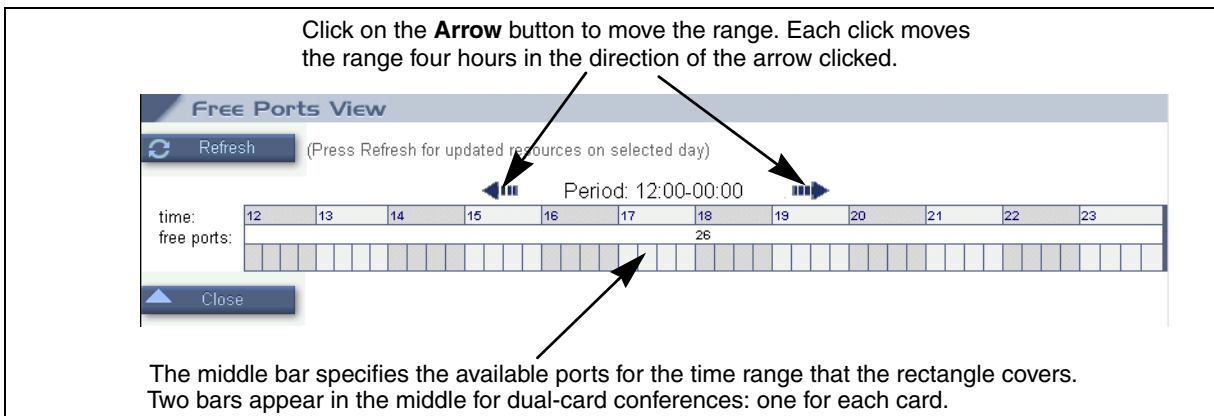 Click on the Arrow button to move the range. Each click moves
the range four hours in the direction of the arrow clicked.
Free Ports View
Refresh (Press Refresh for updated resources on selected day)
Period: 12:00-00:00
time: 12 13 14 15 16 17 18 19 20 21 22 23
free ports: 26
Close
The middle bar specifies the available ports for the time range that the rectangle covers.
Two bars appear in the middle for dual-card conferences: one for each card.